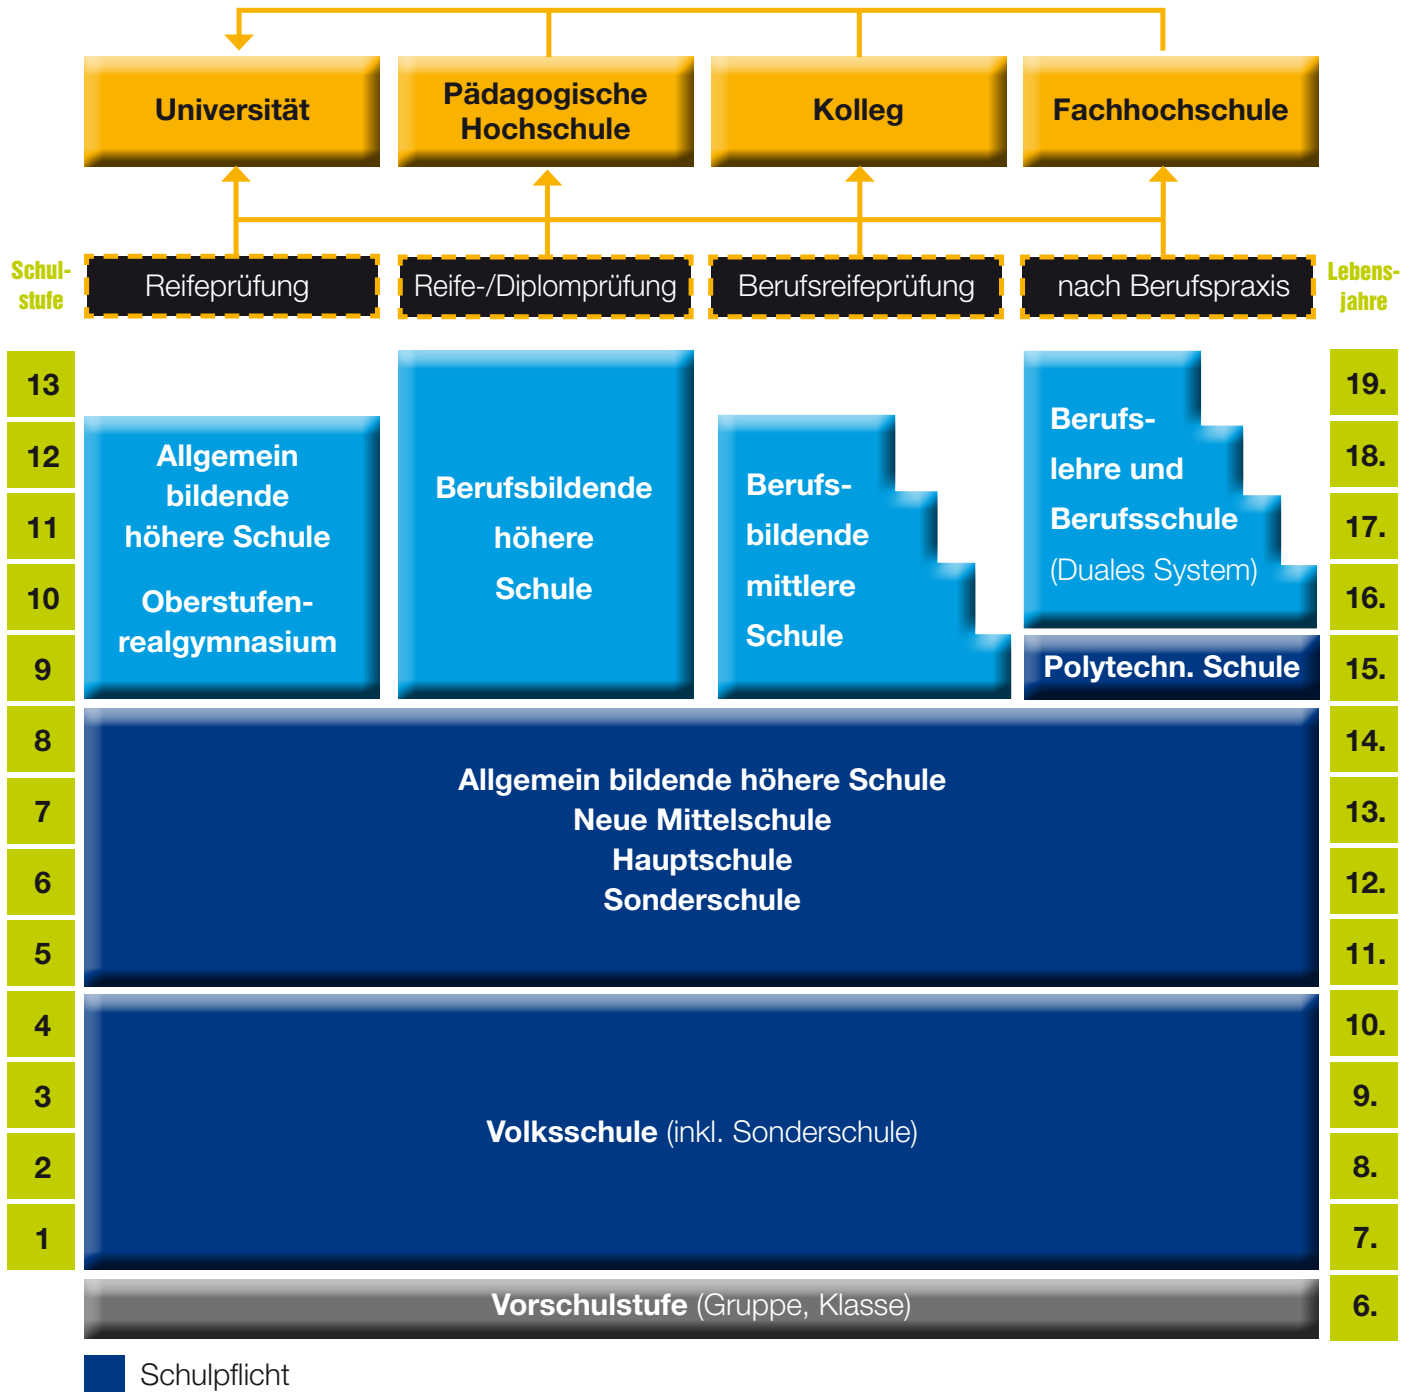 Universität
Pädagogische
Hochschule
Kolleg
Fachhochschule
Schul-
stufe
Reifeprüfung
Reife-/Diplomprüfung
Berufsreifeprüfung
nach Berufspraxis
Lebens-
jahre
13
12
11
10
9
8
7
6
5
4
3
2
1
Allgemein
bildende
höhere Schule
Oberstufen-
realgymnasium
Berufsbildende
höhere
Schule
Berufs-
bildende
mittlere
Schule
Berufs-
lehre und
Berufsschule
(Duales System)
Polytechn. Schule
Allgemein bildende höhere Schule
Neue Mittelschule
Hauptschule
Sonderschule
Volksschule (inkl. Sonderschule)
Vorschulstufe (Gruppe, Klasse)
19.
18.
17.
16.
15.
14.
13.
12.
11.
10.
9.
8.
7.
6.
Schulpflicht